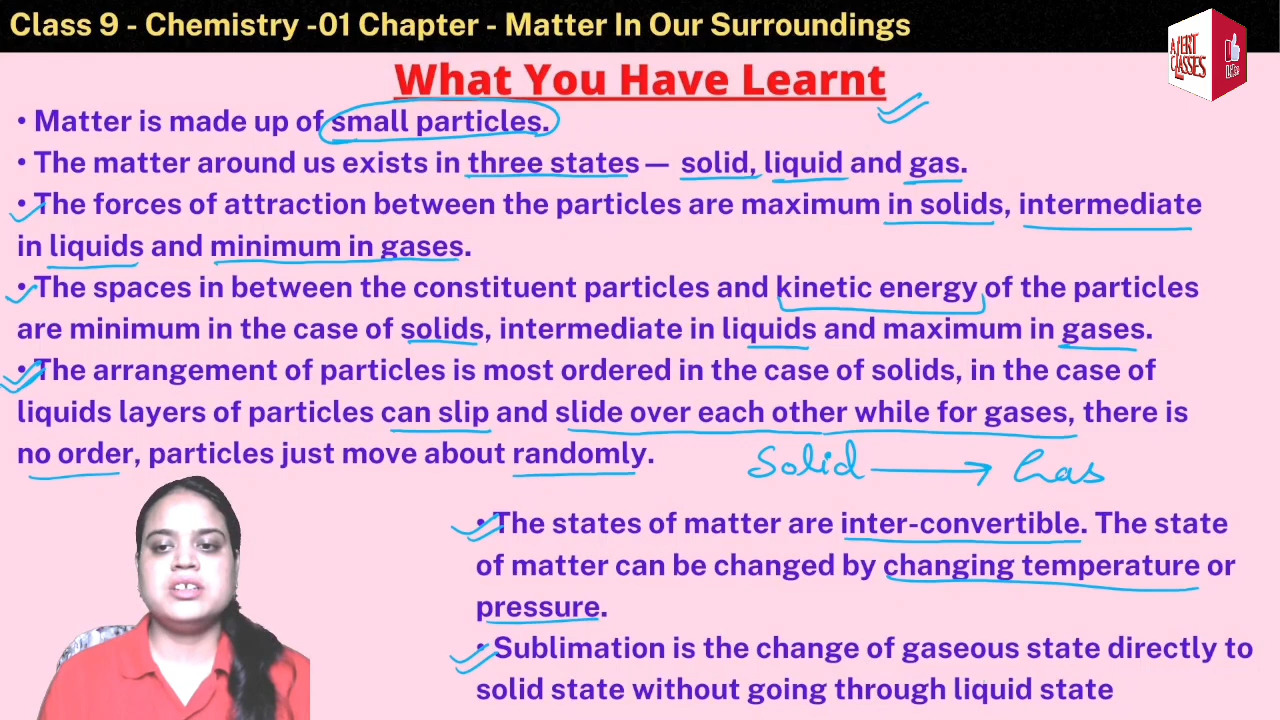 Class 9 - Chemistry -01 Chapter - Matter In Our Surroundings
ALERT CLASSES
What You Have Learnt
• Matter is made up of small particles.
• The matter around us exists in three states— solid, liquid and gas.
• The forces of attraction between the particles are maximum in solids, intermediate
in liquids and minimum in gases.
• The spaces in between the constituent particles and kinetic energy of the particles
are minimum in the case of solids, intermediate in liquids and maximum in gases.
• The arrangement of particles is most ordered in the case of solids, in the case of
liquids layers of particles can slip and slide over each other while for gases, there is
no order, particles just move about randomly.
Solid → Gas
• The states of matter are inter-convertible. The state
of matter can be changed by changing temperature or
pressure.
• Sublimation is the change of gaseous state directly to
solid state without going through liquid state